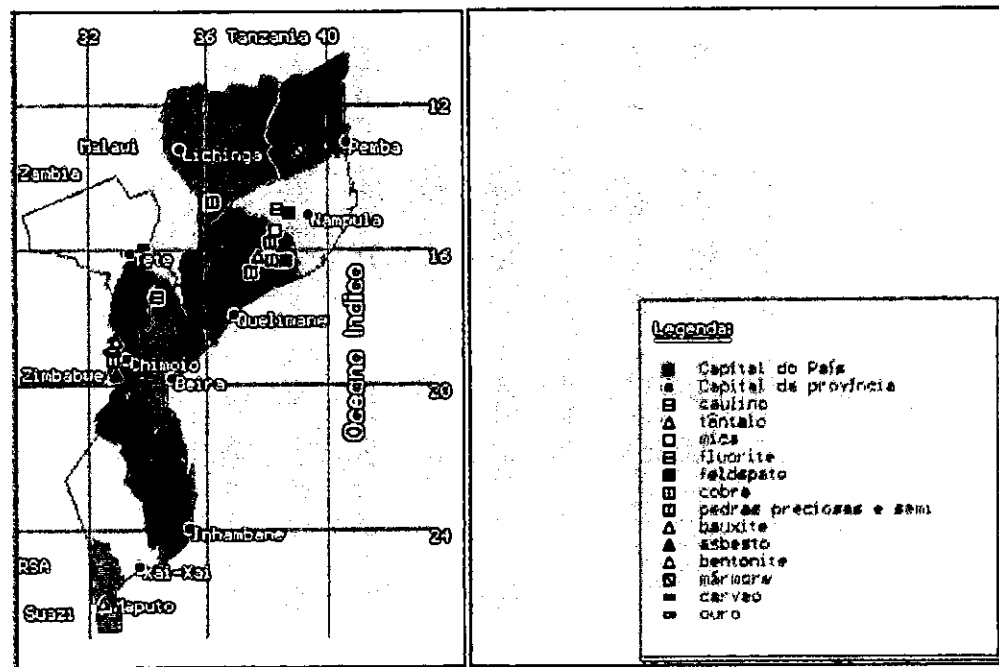 32 36 Tanzania 40
12
Malaui Lichinga Pemba
Zambia
Nampula
16
Tete
Oceano Indico
Quelimane
Chimoio
Zimbabue Beira
20
24
Inhambane
RSA Xai-Xai
Suazi Maputo
Legenda:
Capital do País
Capital de província
caulino
tântalo
mica
fluorite
feldspato
cobre
pedras preciosas e semi
bauxite
asbesto
bentonite
mármore
carvao
ouro